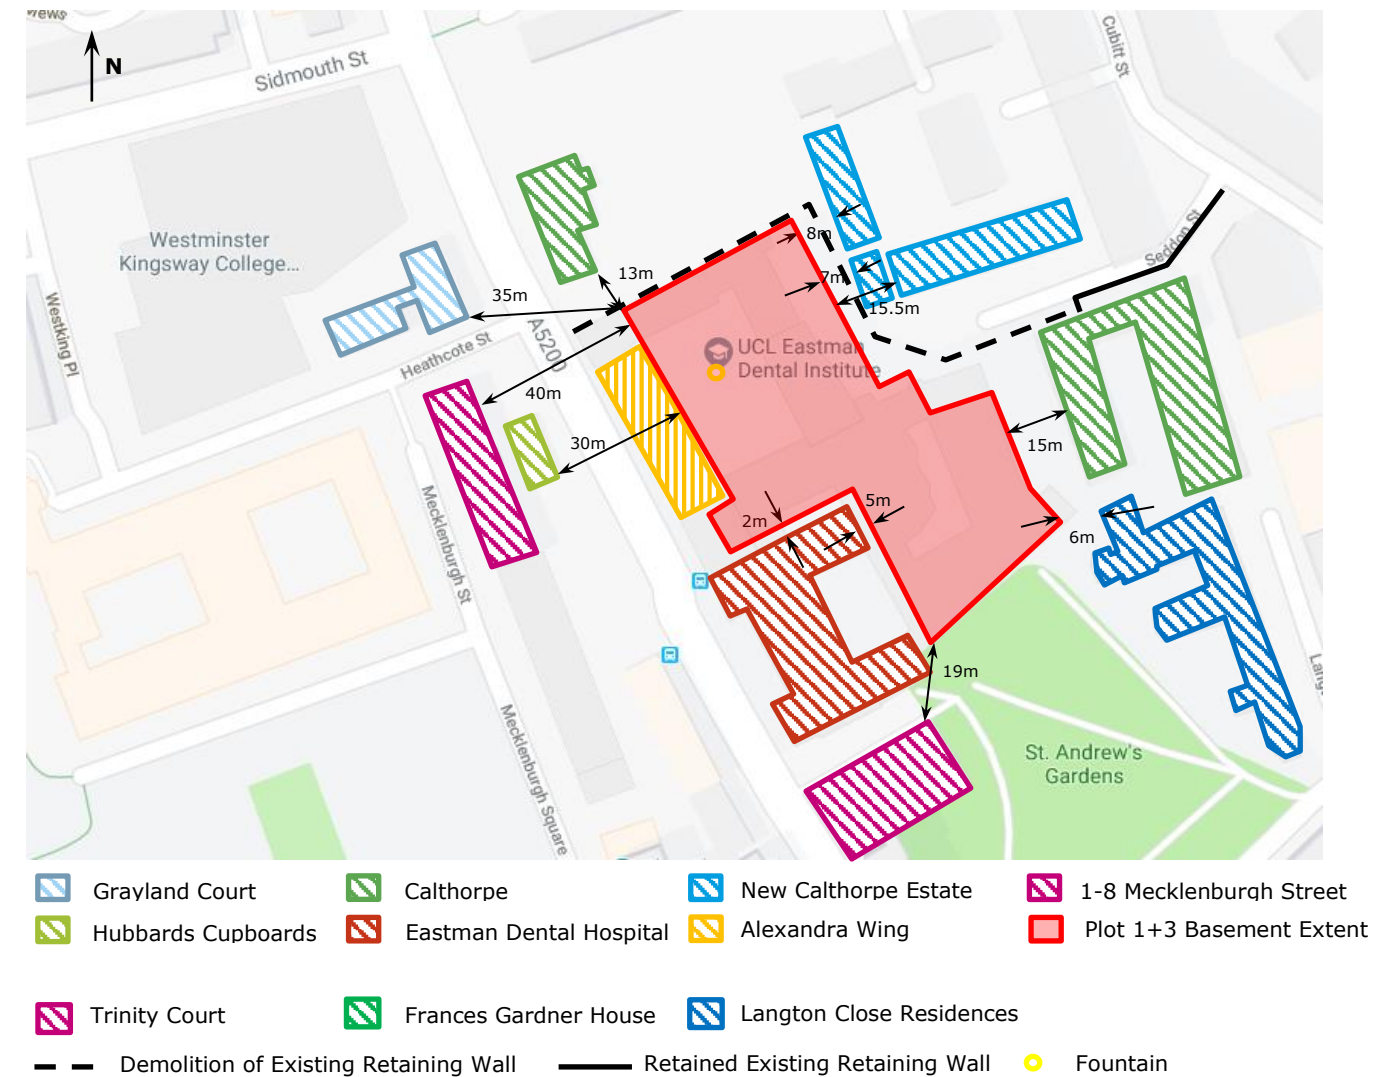 iews
N
Sidmouth St
Cubitt St
Westminster
Kingsway College...
Westking Pl
Heathcote St
A5200
35m
13m
8m
7m
15.5m
Seddon St
UCL Eastman
Dental Institute
40m
30m
15m
Mecklenburgh St
2m
5m
6m
19m
Mecklenburgh Square
St. Andrew's
Gardens
Lang
Grayland Court
Calthorpe
New Calthorpe Estate
1-8 Mecklenburgh Street
Hubbards Cupboards
Eastman Dental Hospital
Alexandra Wing
Plot 1+3 Basement Extent
Trinity Court
Frances Gardner House
Langton Close Residences
Demolition of Existing Retaining Wall
Retained Existing Retaining Wall
Fountain